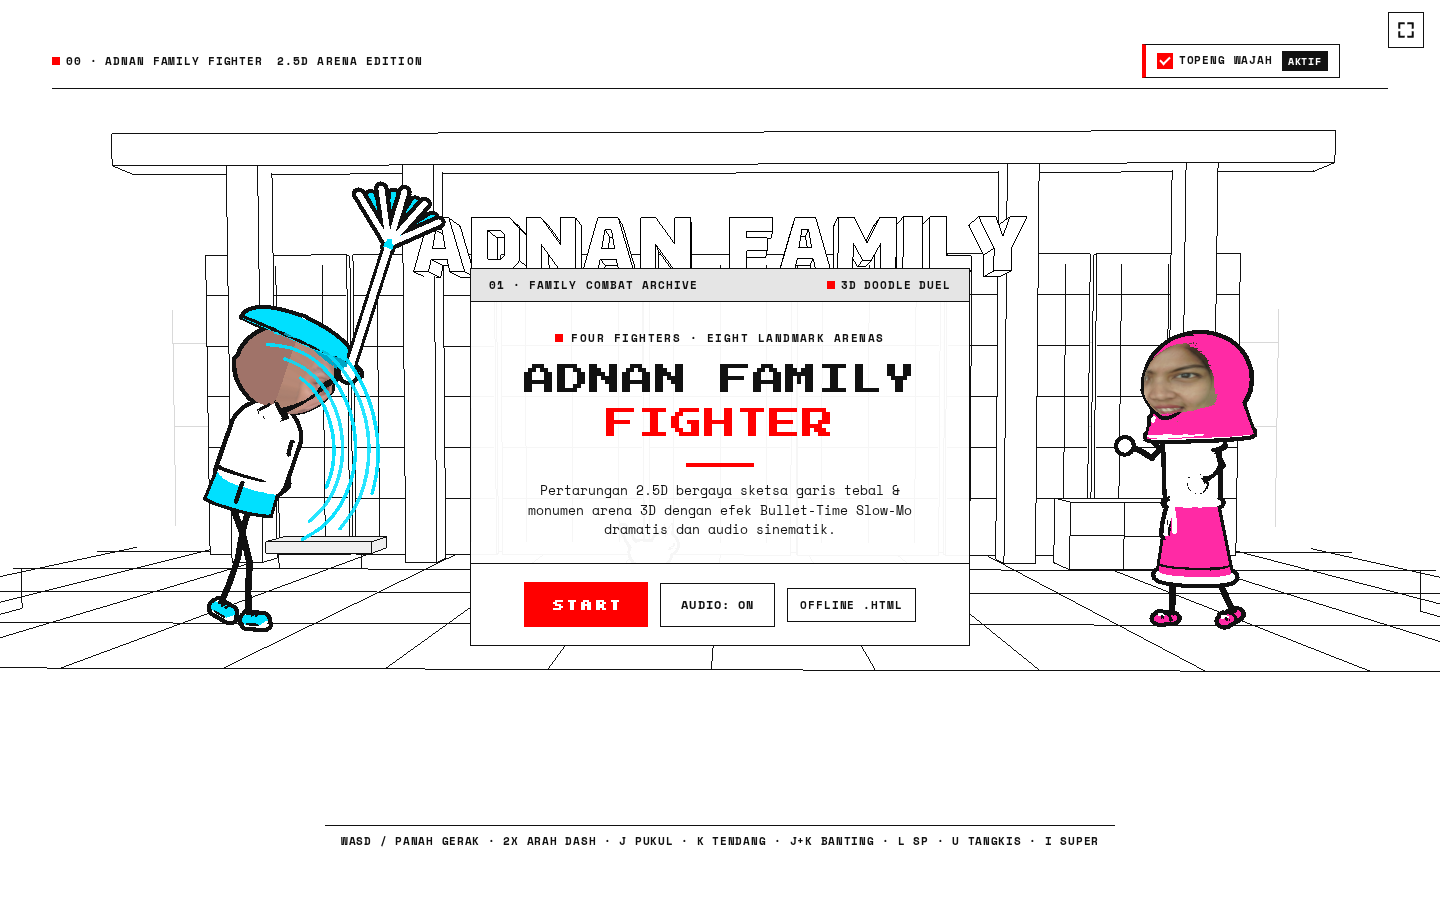 00 · ADNAN FAMILY FIGHTER 2.5D ARENA EDITION
TOPENG WAJAH AKTIF
ADNAN FAMILY
01 · FAMILY COMBAT ARCHIVE
3D DOODLE DUEL
FOUR FIGHTERS · EIGHT LANDMARK ARENAS
ADNAN FAMILY
FIGHTER
Pertarungan 2.5D bergaya sketsa garis tebal &
monumen arena 3D dengan efek Bullet-Time Slow-Mo
dramatis dan audio sinematik.
START
AUDIO: ON
OFFLINE .HTML
WASD / PANAH GERAK · 2X ARAH DASH · J PUKUL · K TENDANG · J+K BANTING · L SP · U TANGKIS · I SUPER